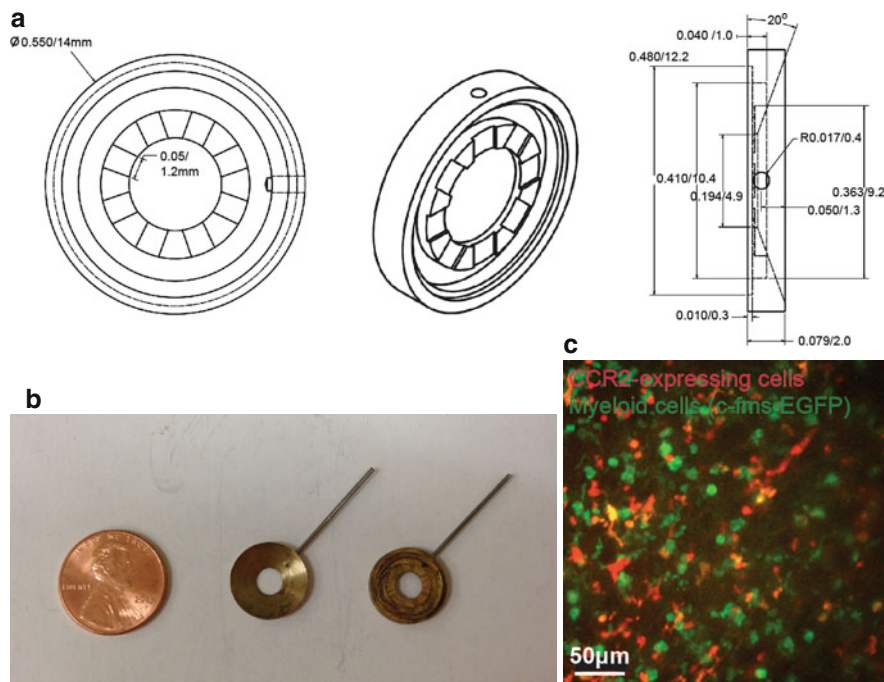 a
Ø0.550/14mm
0.05/
1.2mm
20°
0.040 /1.0
0.480/12.2
R0.017/0.4
0.410/10.4
0.363/9.2
0.194/4.9
0.050/1.3
0.010/0.3
0.079/2.0
b
c
CCR2-expressing cells
Myeloid cells (c-fms EGFP)
50µm